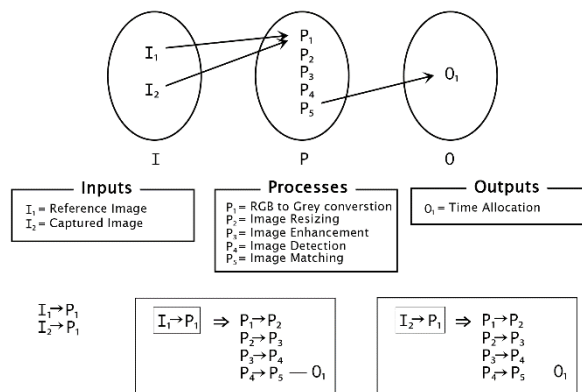 I₁
I₂
P₁
P₂
P₃
P₄
P₅
O₁
I
P
O
Inputs
I₁ = Reference Image
I₂ = Captured Image
Processes
P₁ = RGB to Grey converstion
P₂ = Image Resizing
P₃ = Image Enhancement
P₄ = Image Detection
P₅ = Image Matching
Outputs
O₁ = Time Allocation
I₁→P₁
I₂→P₁
I₁→P₁ ⇒ P₁→P₂
P₂→P₃
P₃→P₄
P₄→P₅ — O₁
I₂→P₁ ⇒ P₁→P₂
P₂→P₃
P₃→P₄
P₄→P₅ O₁